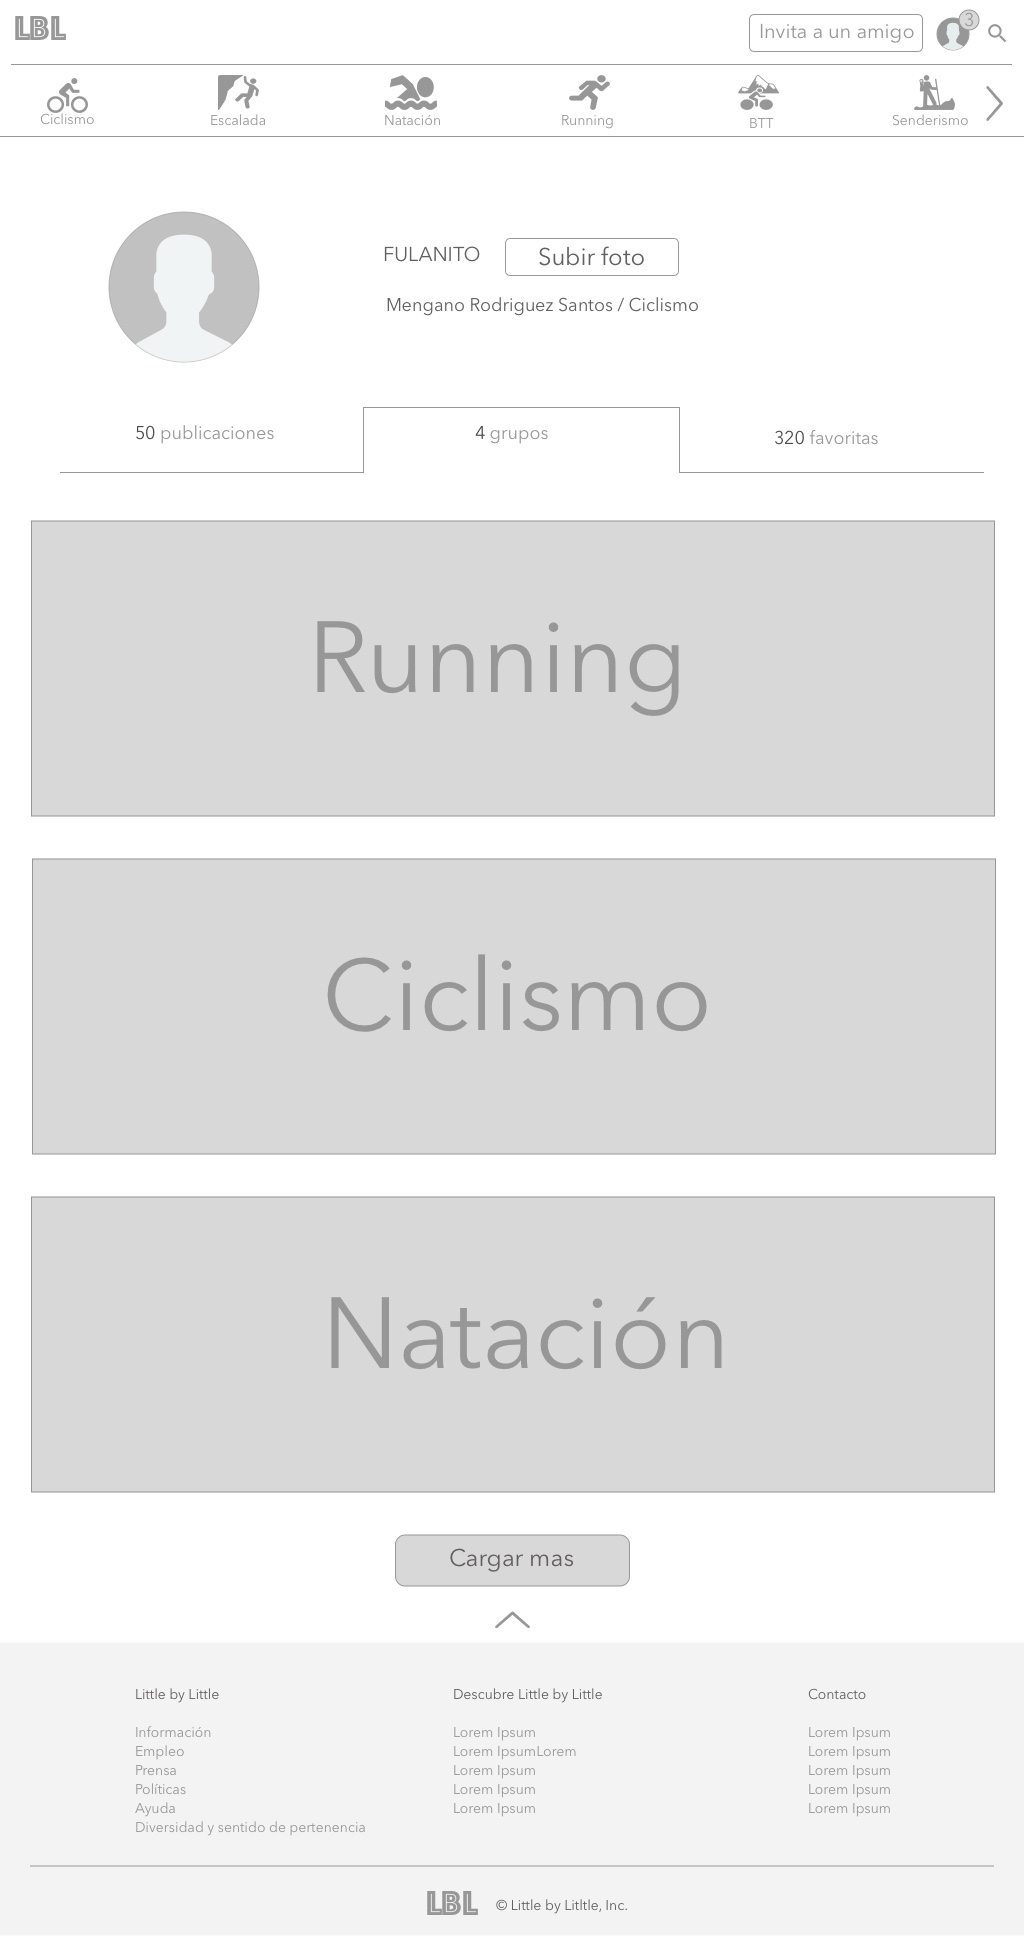 LBL
Invita a un amigo
3
Ciclismo
Escalada
Natación
Running
BTT
Senderismo
FULANITO
Subir foto
Mengano Rodriguez Santos / Ciclismo
50 publicaciones
4 grupos
320 favoritas
Running
Ciclismo
Natación
Cargar mas
Little by Little
Información
Empleo
Prensa
Políticas
Ayuda
Diversidad y sentido de pertenencia
Descubre Little by Little
Lorem Ipsum
Lorem IpsumLorem
Lorem Ipsum
Lorem Ipsum
Lorem Ipsum
Contacto
Lorem Ipsum
Lorem Ipsum
Lorem Ipsum
Lorem Ipsum
Lorem Ipsum
LBL
© Little by Litltle, Inc.